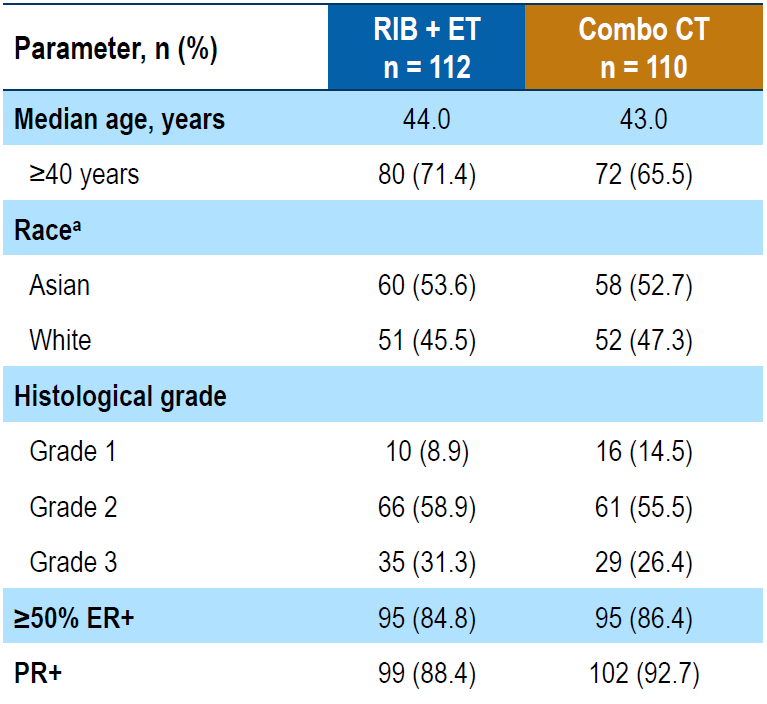 Parameter, n (%) RIB + ET n = 112 Combo CT n = 110
Median age, years 44.0 43.0
≥40 years 80 (71.4) 72 (65.5)
Raceᵃ
Asian 60 (53.6) 58 (52.7)
White 51 (45.5) 52 (47.3)
Histological grade
Grade 1 10 (8.9) 16 (14.5)
Grade 2 66 (58.9) 61 (55.5)
Grade 3 35 (31.3) 29 (26.4)
≥50% ER+ 95 (84.8) 95 (86.4)
PR+ 99 (88.4) 102 (92.7)